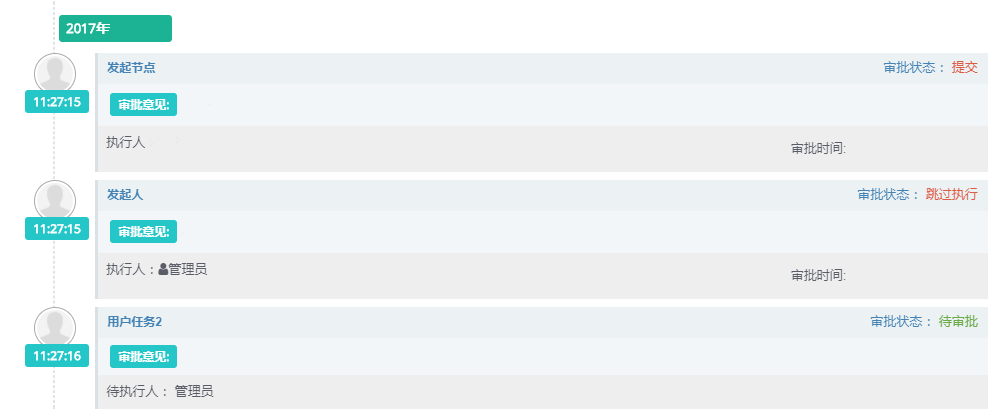 2017年
发起节点 审批状态： 提交
11:27:15
审批意见:
执行人
审批时间:
发起人 审批状态： 跳过执行
11:27:15
审批意见:
执行人：管理员
审批时间:
用户任务2 审批状态： 待审批
11:27:16
审批意见:
待执行人： 管理员